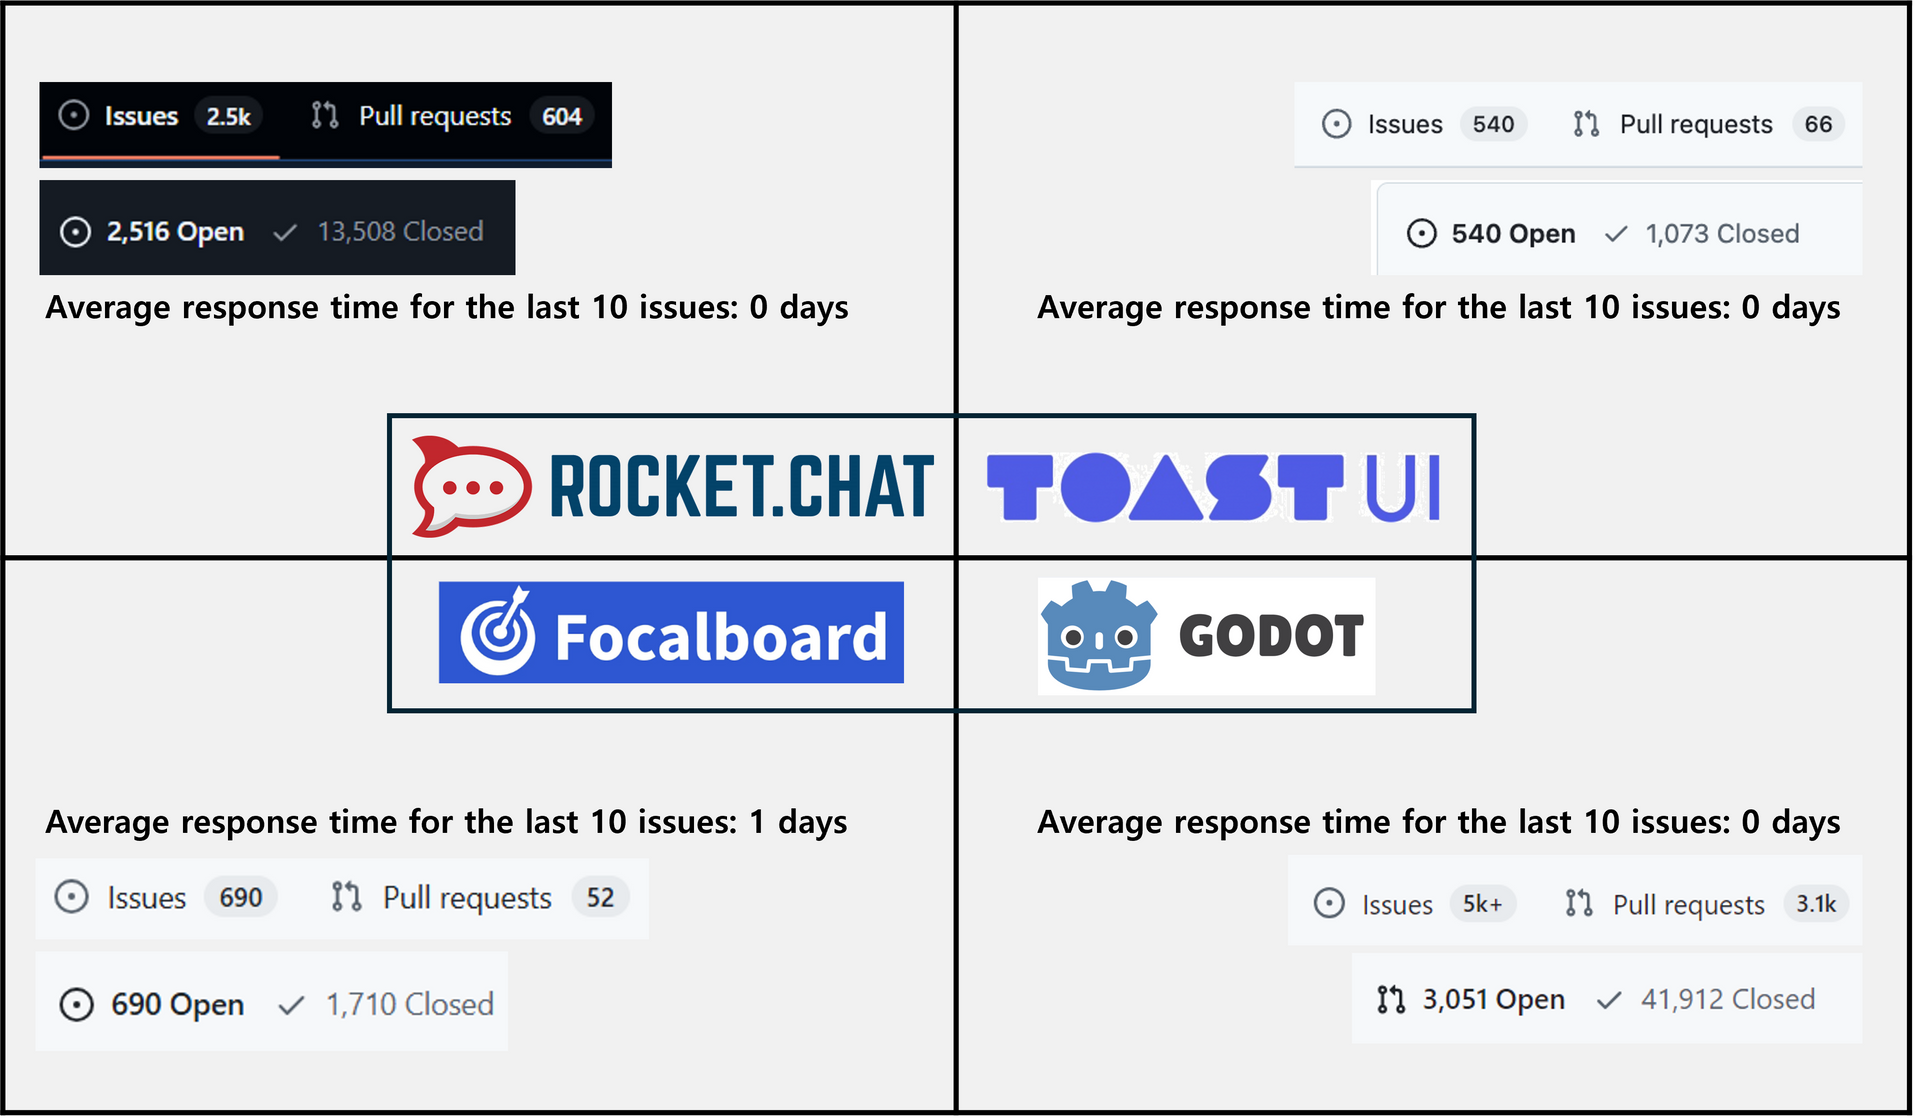 Issues 2.5k Pull requests 604
2,516 Open 13,508 Closed
Average response time for the last 10 issues: 0 days
Issues 540 Pull requests 66
540 Open 1,073 Closed
Average response time for the last 10 issues: 0 days
ROCKET.CHAT
TOAST UI
Focalboard
GODOT
Average response time for the last 10 issues: 1 days
Issues 690 Pull requests 52
690 Open 1,710 Closed
Average response time for the last 10 issues: 0 days
Issues 5k+ Pull requests 3.1k
3,051 Open 41,912 Closed